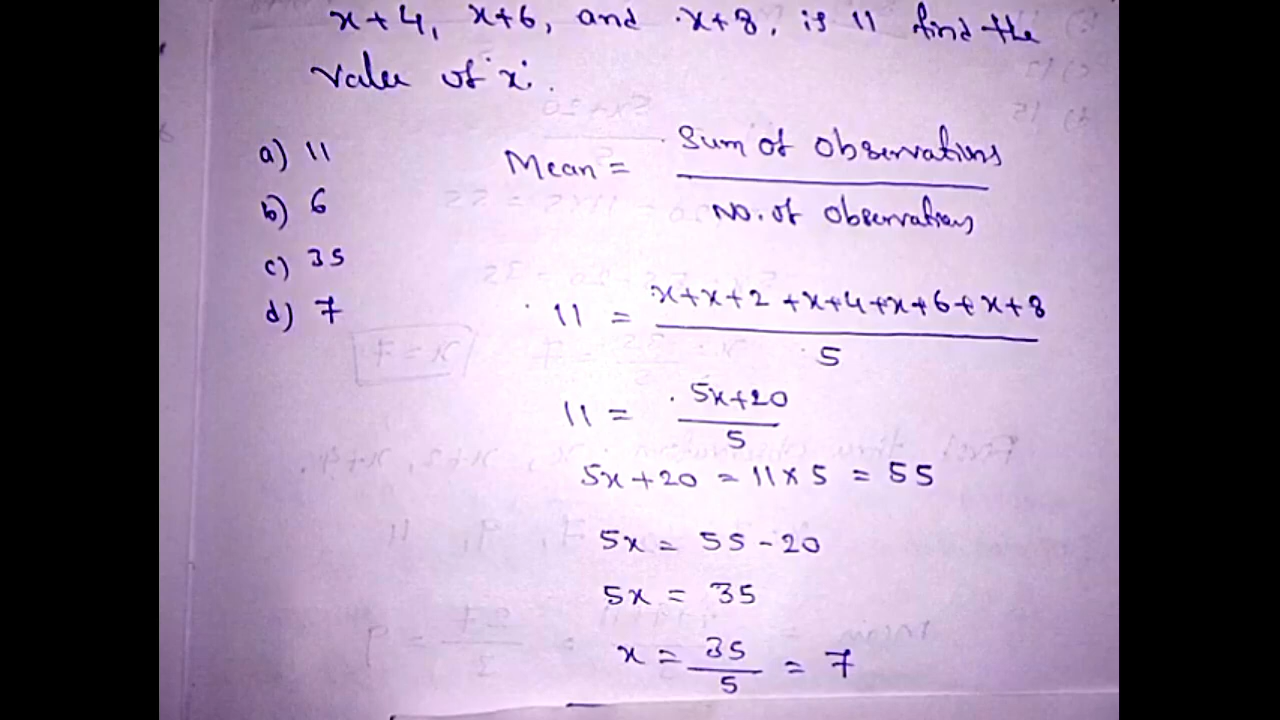 x+4, x+6, and x+8, is 11 find the
Valu of x.
a) 11
b) 6
c) 35
d) 7
Mean = Sum of Observations
No. of Observations
11 = x+x+2+x+4+x+6+x+8
5
11 = 5x+20
5
5x+20 = 11×5 = 55
5x = 55-20
5x = 35
x = 35 = 7
5